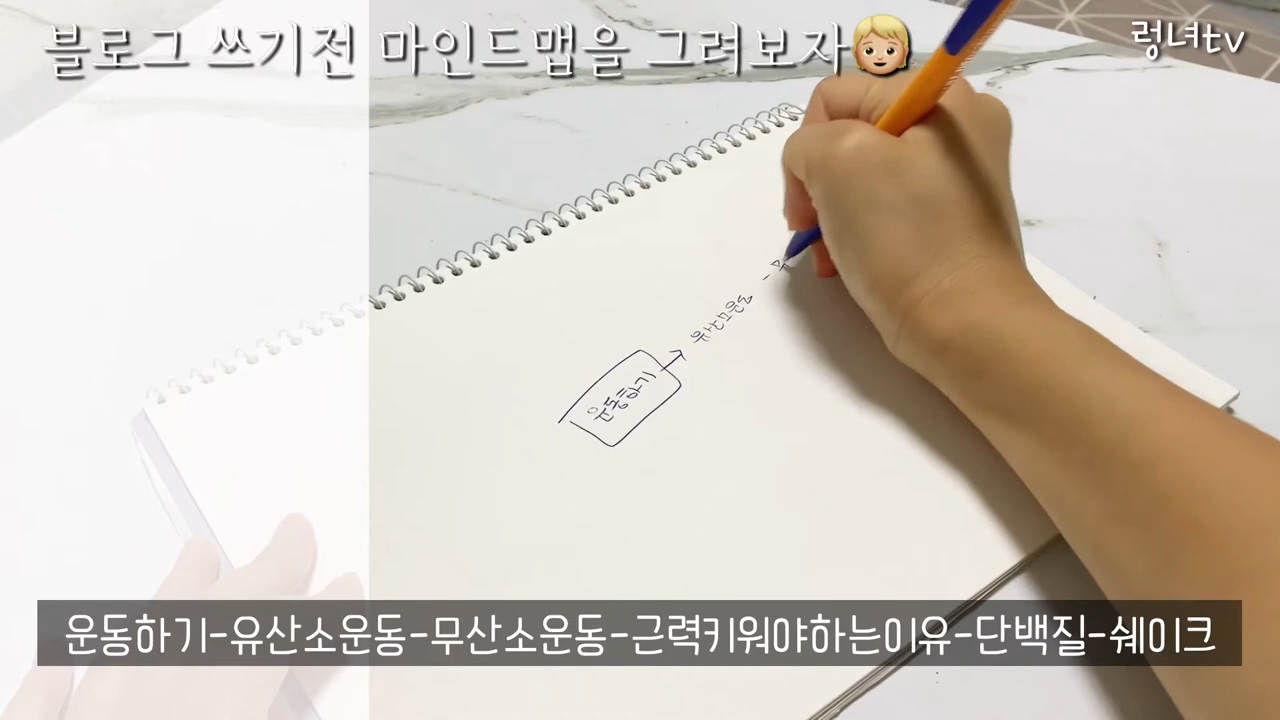 블로그 쓰기전 마인드맵을 그려보자👧🏼
렁녀tv
유산소운동 - 무
운동하기
운동하기-유산소운동-무산소운동-근력키워야하는이유-단백질-쉐이크